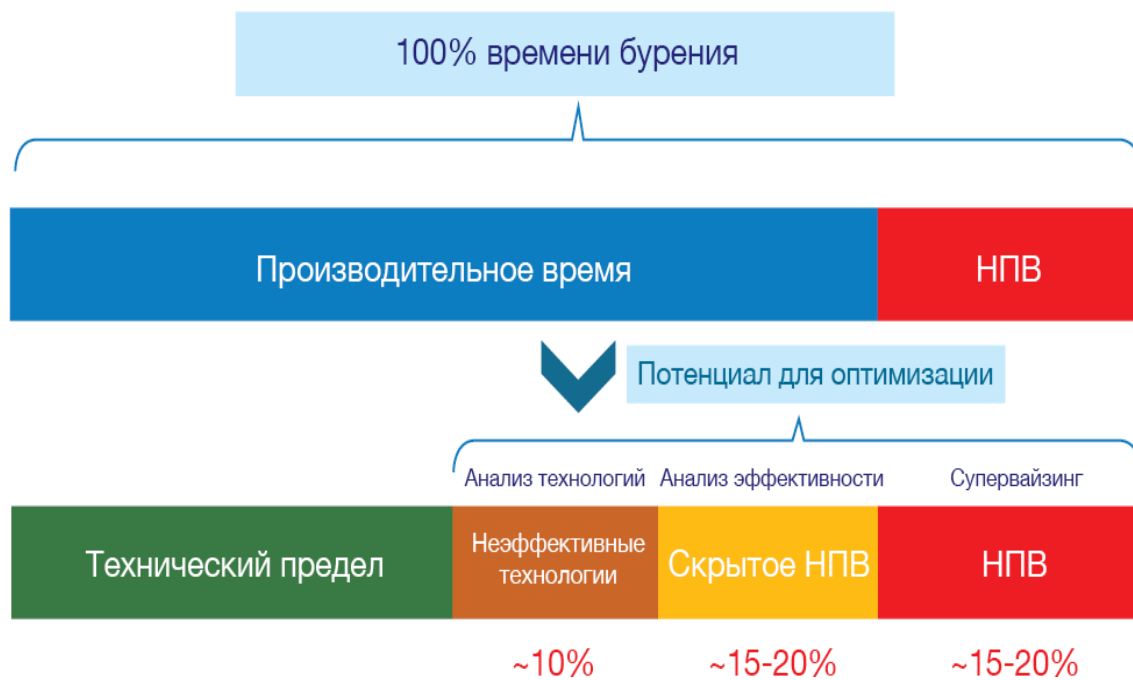 100% времени бурения
Производительное время
НПВ
Потенциал для оптимизации
Анализ технологий
Анализ эффективности
Супервайзинг
Технический предел
Неэффективные
технологии
Скрытое НПВ
НПВ
~10%
~15-20%
~15-20%